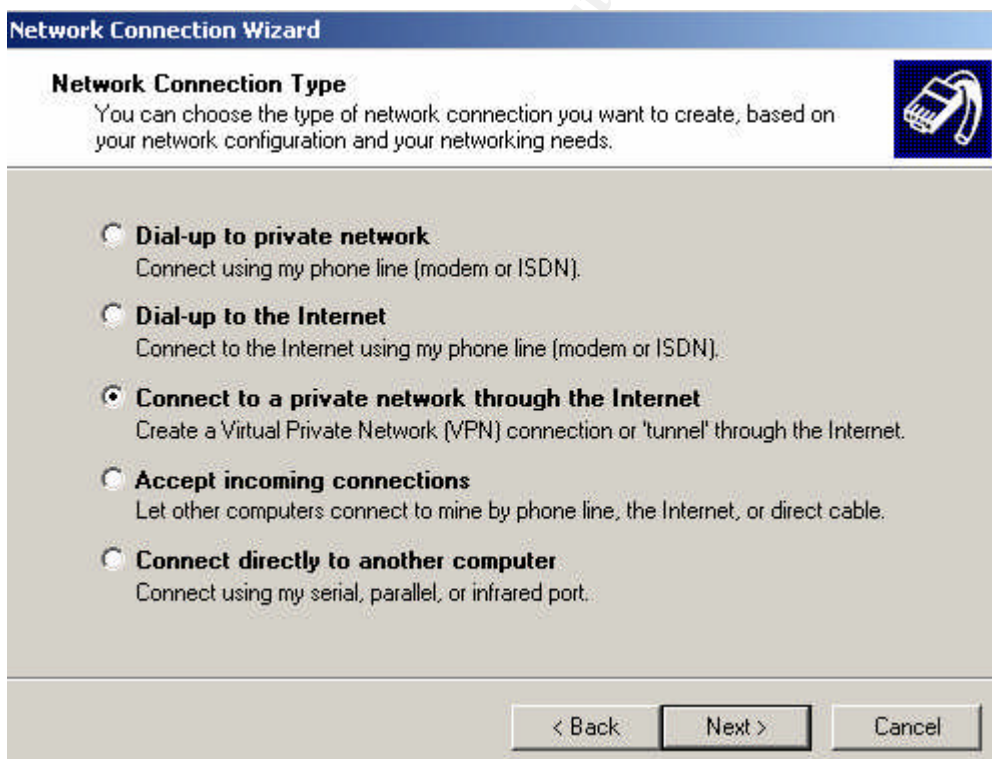 Network Connection Wizard
Network Connection Type
You can choose the type of network connection you want to create, based on
your network configuration and your networking needs.
Dial-up to private network
Connect using my phone line (modem or ISDN).
Dial-up to the Internet
Connect to the Internet using my phone line (modem or ISDN).
Connect to a private network through the Internet
Create a Virtual Private Network (VPN) connection or 'tunnel' through the Internet.
Accept incoming connections
Let other computers connect to mine by phone line, the Internet, or direct cable.
Connect directly to another computer
Connect using my serial, parallel, or infrared port.
< Back
Next >
Cancel